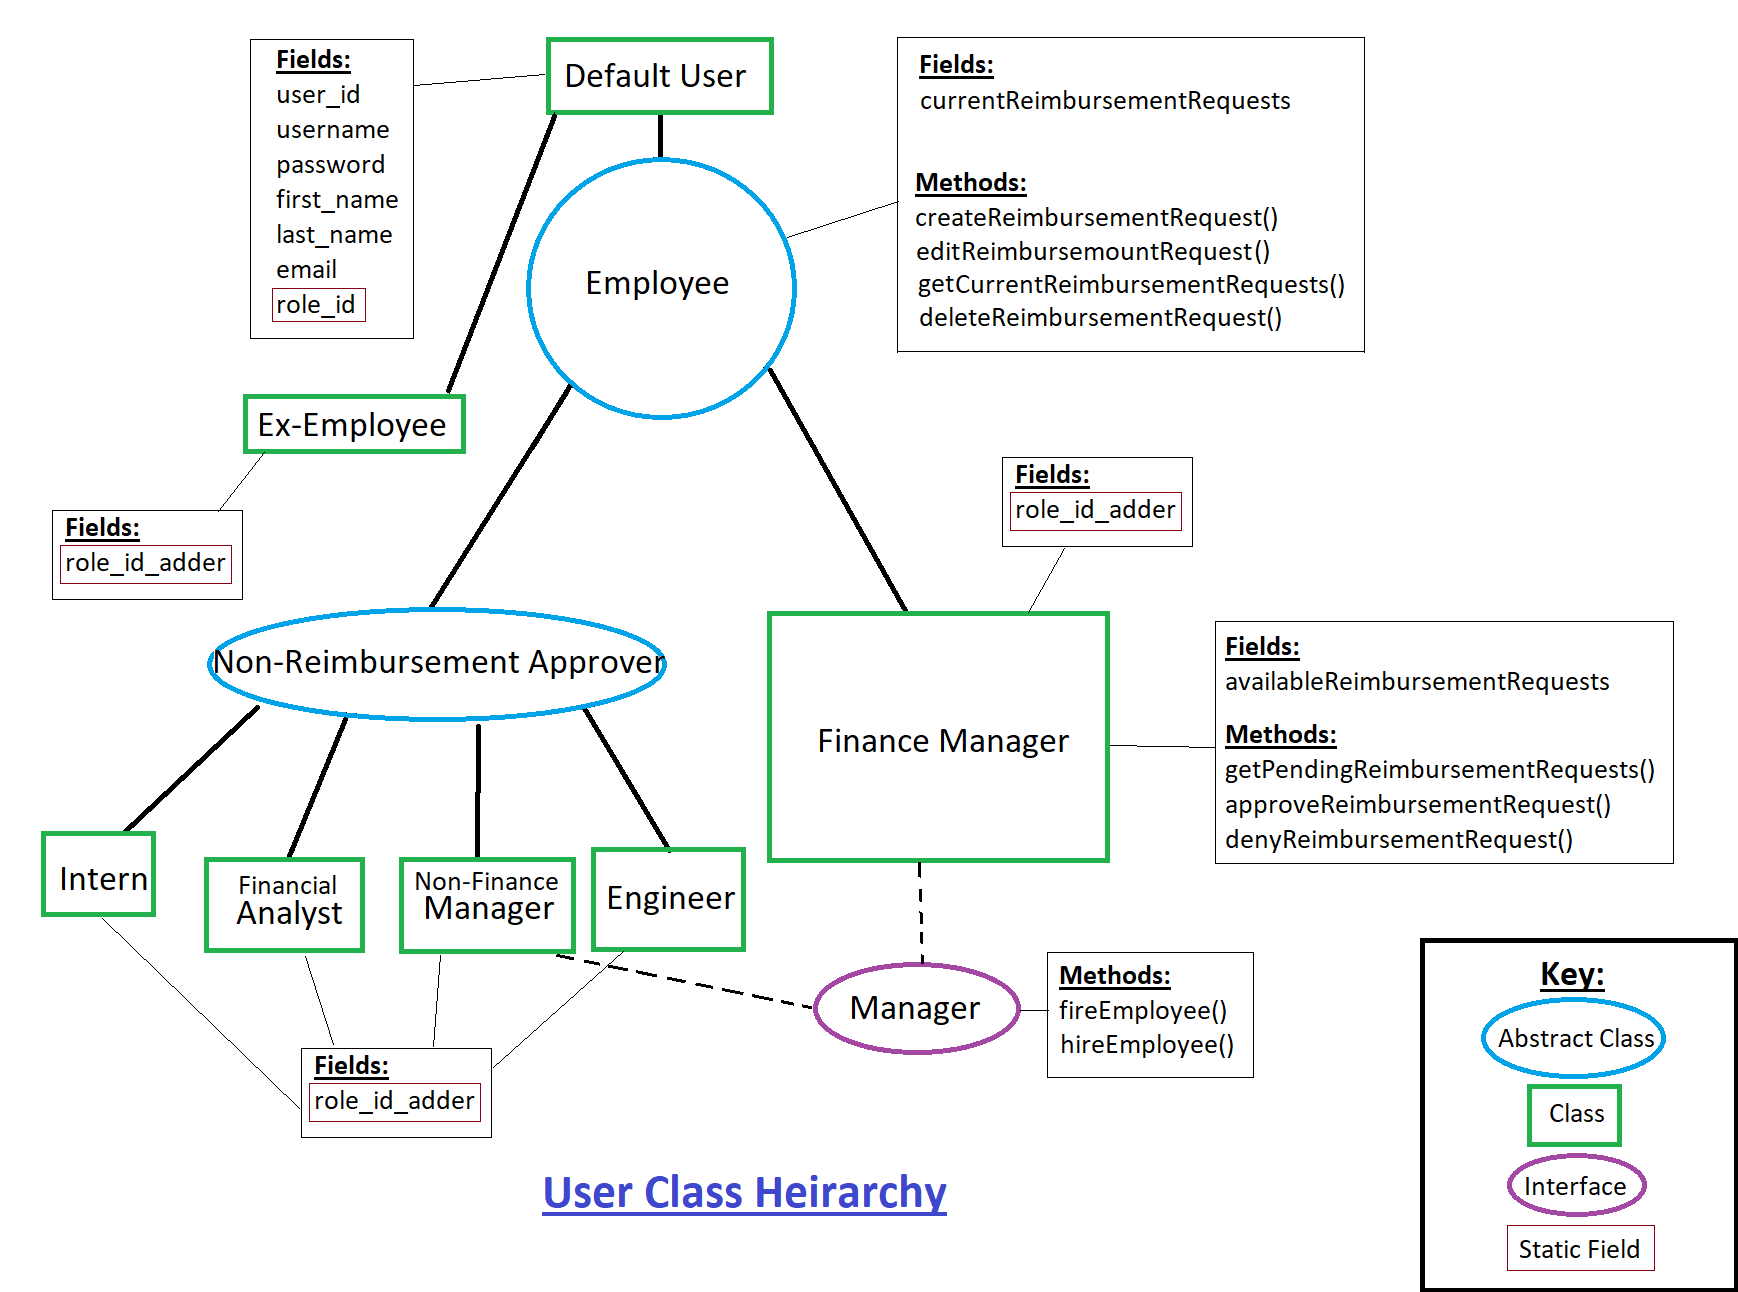 Default User
Fields:
user_id
username
password
first_name
last_name
email
role_id
Employee
Fields:
currentReimbursementRequests
Methods:
createReimbursementRequest()
editReimbursemountRequest()
getCurrentReimbursementRequests()
deleteReimbursementRequest()
Ex-Employee
Fields:
role_id_adder
Fields:
role_id_adder
Non-Reimbursement Approver
Finance Manager
Fields:
availableReimbursementRequests
Methods:
getPendingReimbursementRequests()
approveReimbursementRequest()
denyReimbursementRequest()
Intern
Financial
Analyst
Non-Finance
Manager
Engineer
Manager
Methods:
fireEmployee()
hireEmployee()
Fields:
role_id_adder
User Class Heirarchy
Key:
Abstract Class
Class
Interface
Static Field